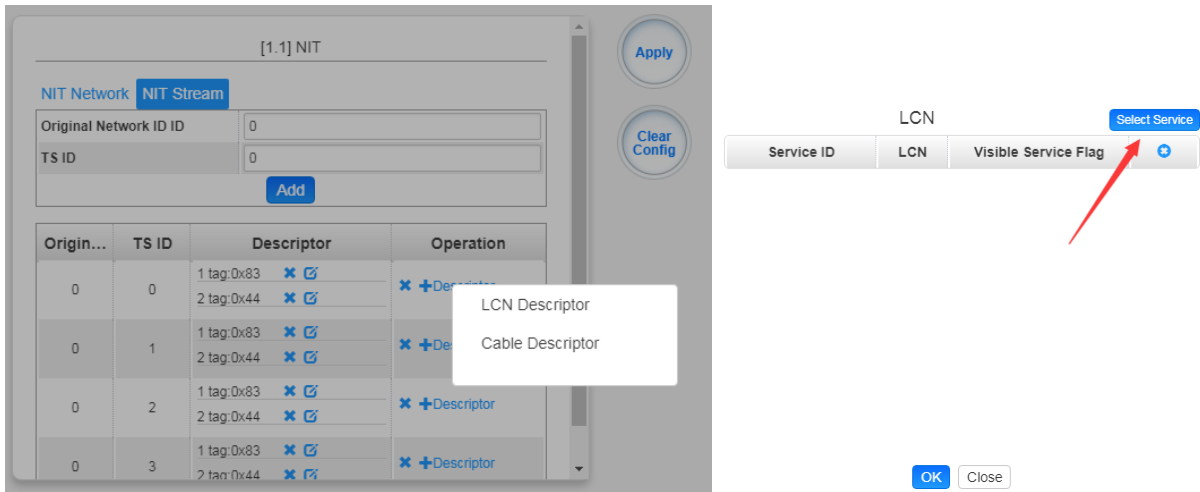 [1.1] NIT
NIT Network NIT Stream
Original Network ID ID 0
TS ID 0
Add
Origin... TS ID Descriptor Operation
0 0 1 tag:0x83 2 tag:0x44
LCN Descriptor
Cable Descriptor
0 1 1 tag:0x83 2 tag:0x44
0 2 1 tag:0x83 2 tag:0x44 Descriptor
0 3 1 tag:0x83 2 tag:0x44 Descriptor
Apply
Clear
Config
LCN Select Service
Service ID LCN Visible Service Flag
OK Close